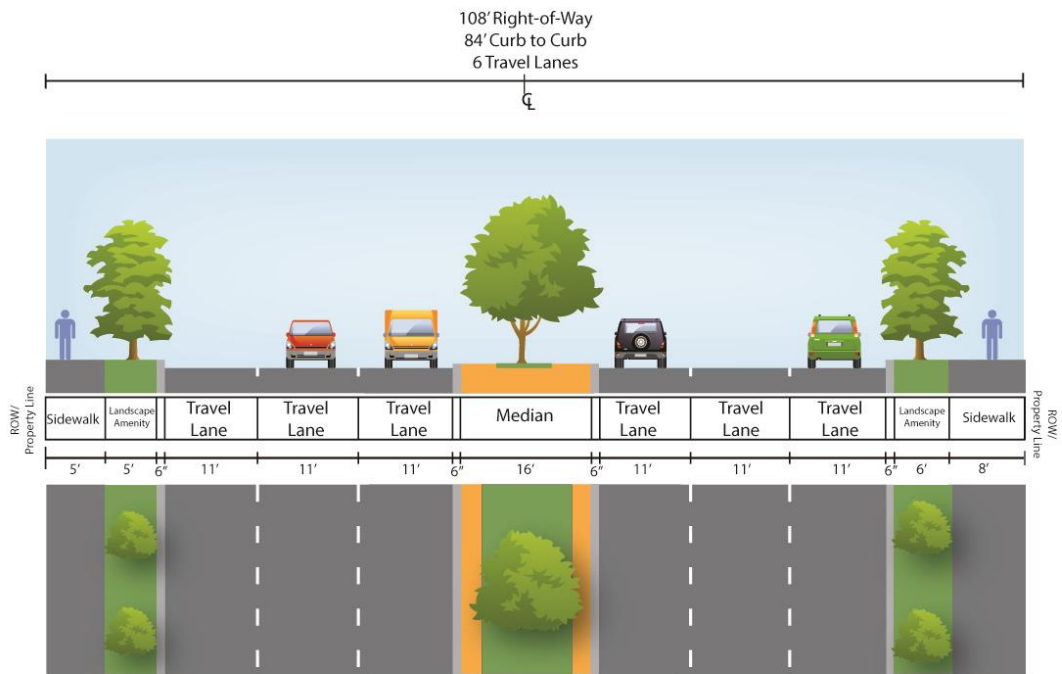 108' Right-of-Way
84' Curb to Curb
6 Travel Lanes
CL
ROW/
Property Line
Sidewalk
Landscape
Amenity
Travel
Lane
Travel
Lane
Travel
Lane
Median
Travel
Lane
Travel
Lane
Travel
Lane
Landscape
Amenity
Sidewalk
ROW/
Property Line
5' 5' 6" 11' 11' 11' 6" 16' 6" 11' 11' 11' 6" 6' 8'